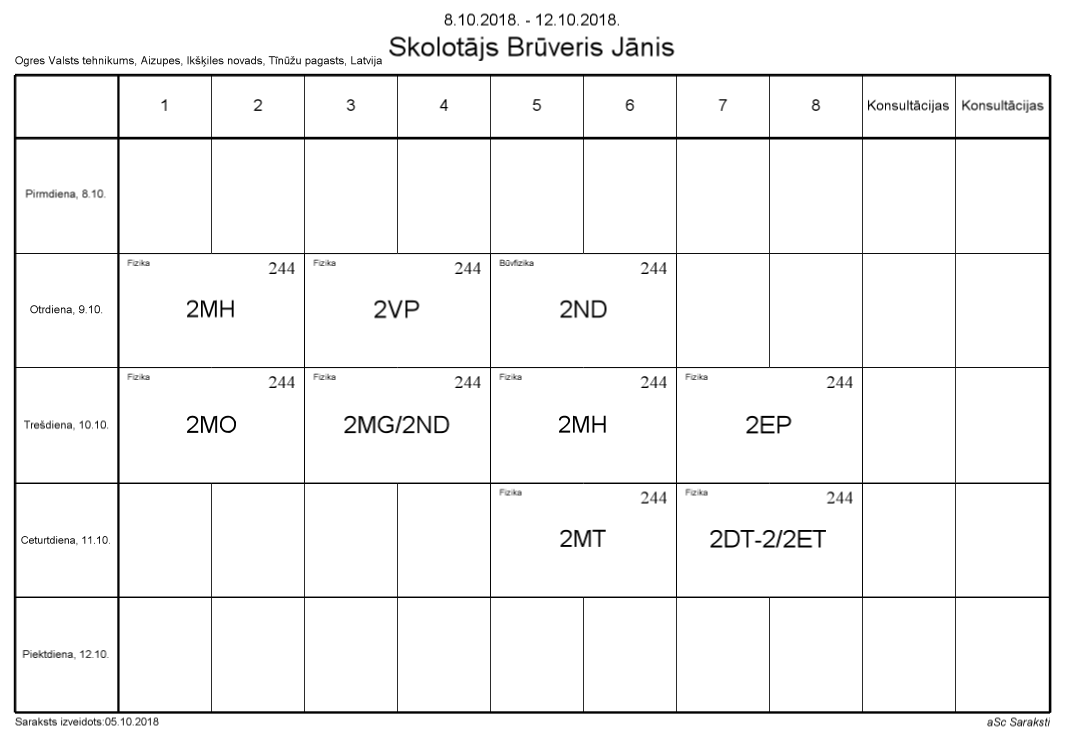 8.10.2018. - 12.10.2018.
Skolotājs Brūveris Jānis
Ogres Valsts tehnikums, Aizupes, Ikšķiles novads, Tīnūžu pagasts, Latvija
1 2 3 4 5 6 7 8 Konsultācijas Konsultācijas
Pirmdiena, 8.10.
Fizika 244 Fizika 244 Būvfizika 244
Otrdiena, 9.10. 2MH 2VP 2ND
Fizika 244 Fizika 244 Fizika 244 Fizika 244
Trešdiena, 10.10. 2MO 2MG/2ND 2MH 2EP
Fizika 244 Fizika 244
Ceturtdiena, 11.10. 2MT 2DT-2/2ET
Piektdiena, 12.10.
Saraksts izveidots:05.10.2018 aSc Saraksti